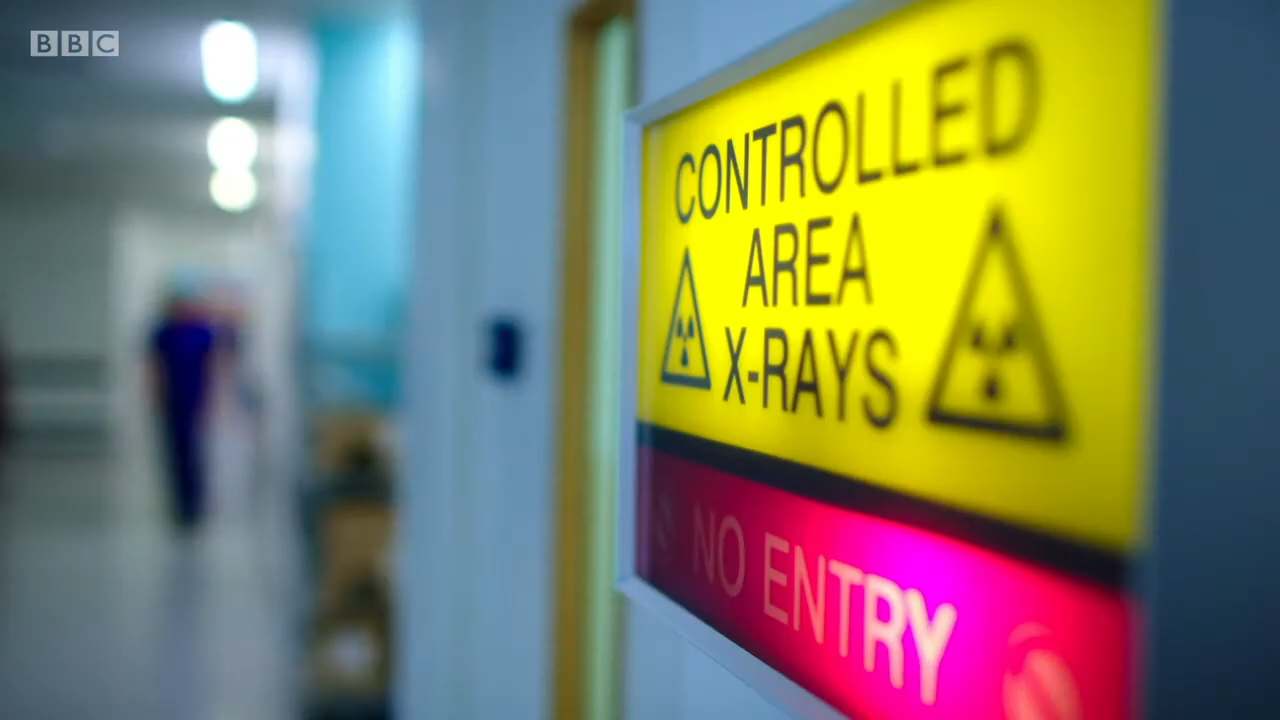 BBC
CONTROLLED
AREA
X-RAYS
NO ENTRY